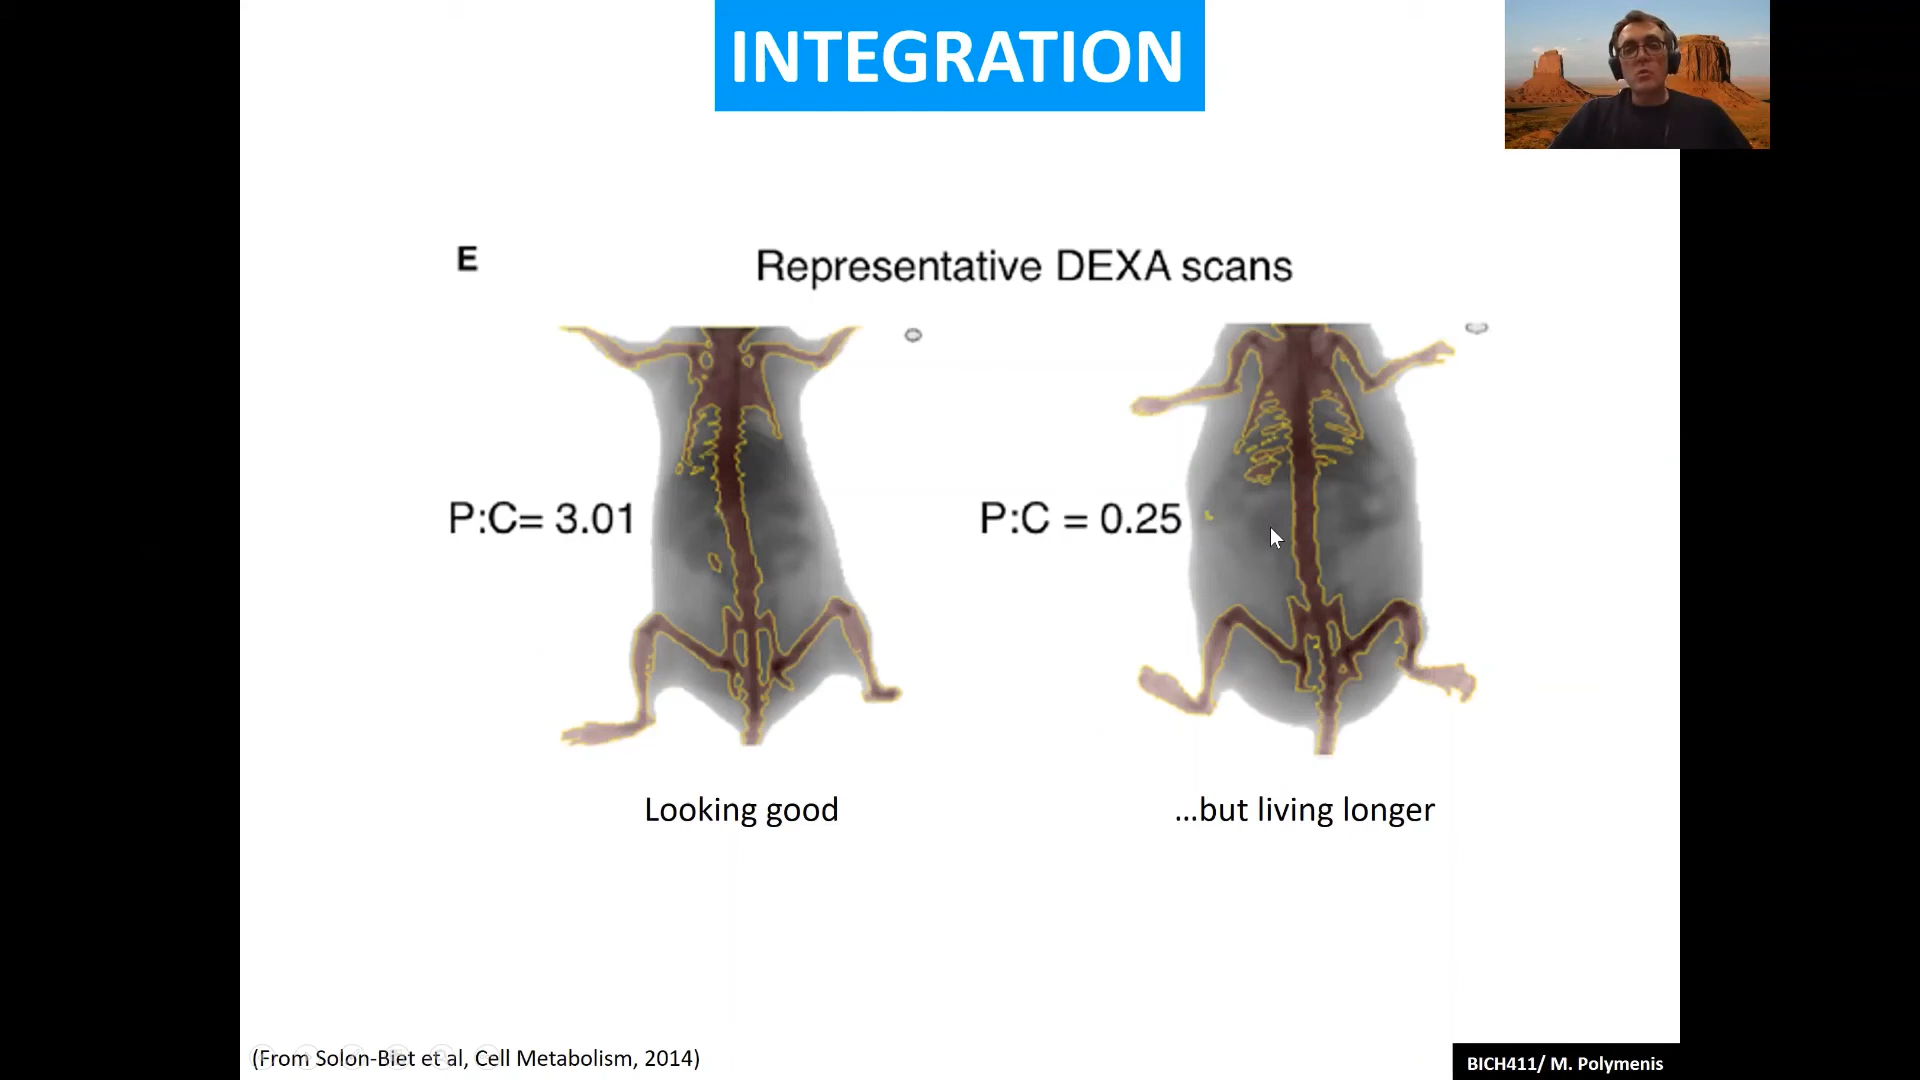 INTEGRATION
E
Representative DEXA scans
P:C= 3.01
P:C = 0.25
Looking good
...but living longer
(From Solon-Biet et al, Cell Metabolism, 2014)
BICH411/ M. Polymenis